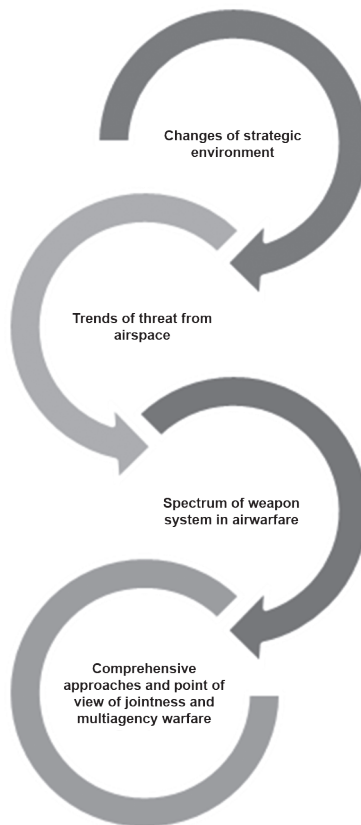 Changes of strategic
environment
Trends of threat from
airspace
Spectrum of weapon
system in airwarfare
Comprehensive
approaches and point of
view of jointness and
multiagency warfare